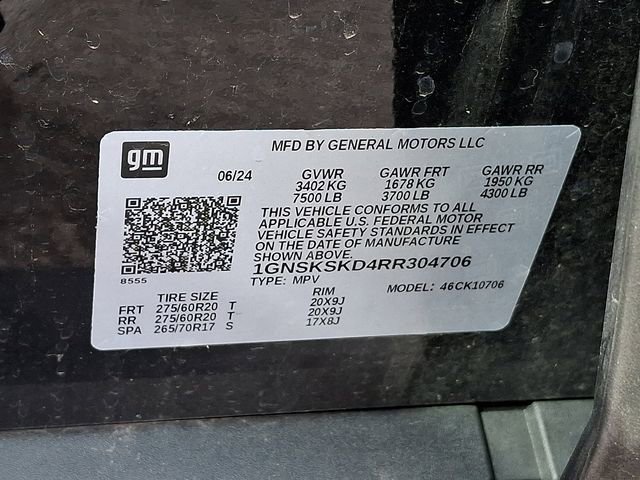 gm
MFD BY GENERAL MOTORS LLC
06/24 GVWR GAWR FRT GAWR RR
3402 KG 1678 KG 1950 KG
7500 LB 3700 LB 4300 LB
THIS VEHICLE CONFORMS TO ALL
APPLICABLE U.S. FEDERAL MOTOR
VEHICLE SAFETY STANDARDS IN EFFECT
ON THE DATE OF MANUFACTURE
SHOWN ABOVE.
1GNSKSKD4RR304706
8555
TYPE: MPV MODEL: 46CK10706
TIRE SIZE RIM
FRT 275/60R20 T 20X9J
RR 275/60R20 T 20X9J
SPA 265/70R17 S 17X8J